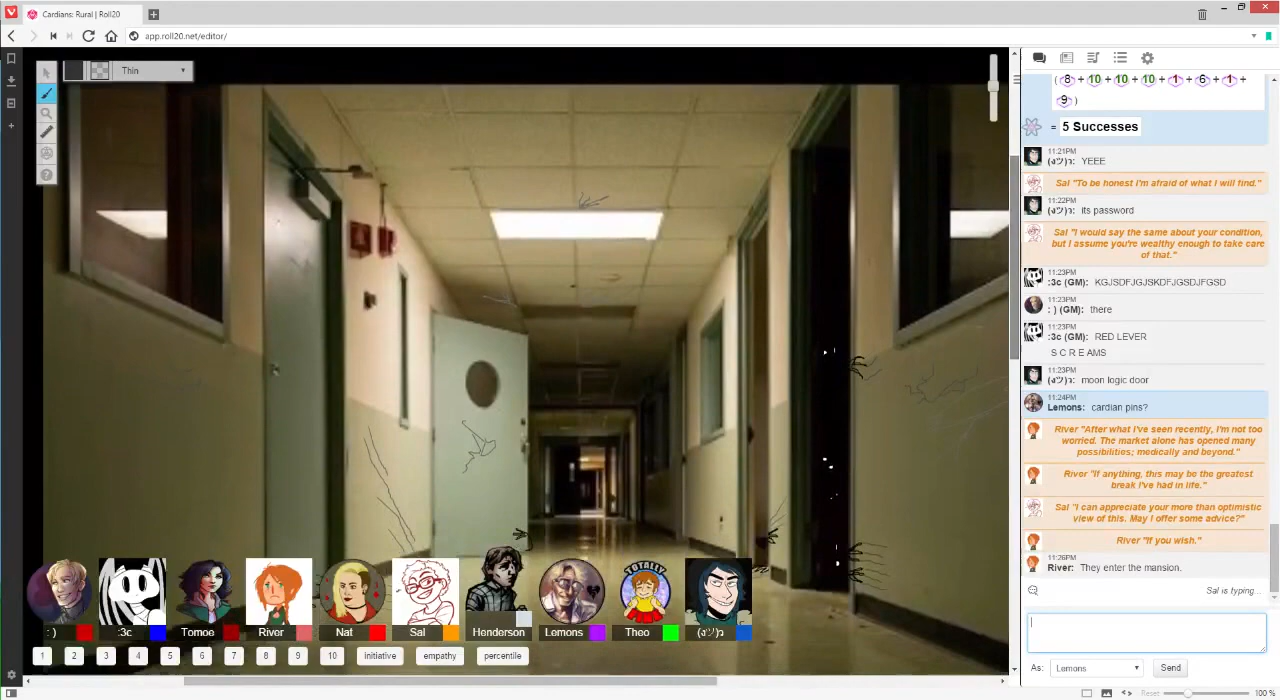 Cardians: Rural | Roll20
app.roll20.net/editor/
Thin
(8+10+10+10+1+6+1+
9)
= 5 Successes
11:21PM
YEEE
Sal "To be honest I'm afraid of what I will find."
11:22PM
its password
Sal "I would say the same about your condition,
but I assume you're wealthy enough to take care
of that."
11:23PM
:3c (GM): KGJSDFJGJSKDFJGSDJFGSD
11:23PM
: ) (GM): there
11:23PM
:3c (GM): RED LEVER
S C R E AMS
11:23PM
moon logic door
11:24PM
Lemons: cardian pins?
River "After what I've seen recently, I'm not too
worried. The market alone has opened many
possibilities; medically and beyond."
River "If anything, this may be the greatest
break I've had in life."
Sal "I can appreciate your more than optimistic
view of this. May I offer some advice?"
River "If you wish."
11:26PM
River: They enter the mansion.
Sal is typing...
TOTALLY
: ) :3c Tomoe River Nat Sal Henderson Lemons Theo
1 2 3 4 5 6 7 8 9 10 initiative empathy percentile
As: Lemons Send
Reset 100 %